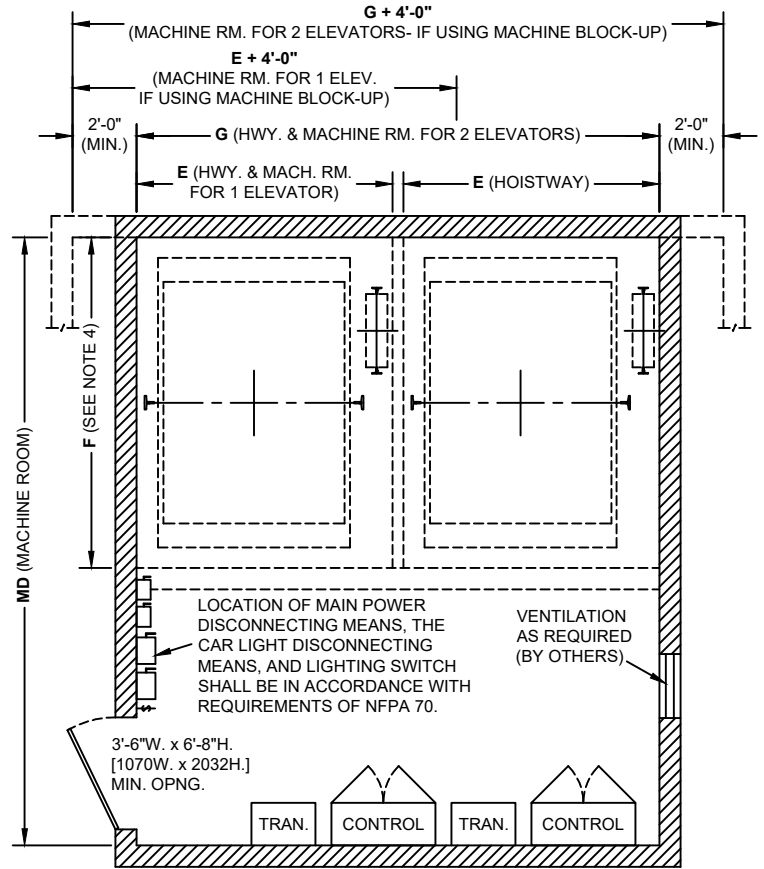 G + 4'-0"
(MACHINE RM. FOR 2 ELEVATORS- IF USING MACHINE BLOCK-UP)
E + 4'-0"
(MACHINE RM. FOR 1 ELEV.
IF USING MACHINE BLOCK-UP)
2'-0"
(MIN.)
G (HWY. & MACHINE RM. FOR 2 ELEVATORS)
2'-0"
(MIN.)
E (HWY. & MACH. RM.
FOR 1 ELEVATOR)
E (HOISTWAY)
MD (MACHINE ROOM)
F (SEE NOTE 4)
LOCATION OF MAIN POWER
DISCONNECTING MEANS, THE
CAR LIGHT DISCONNECTING
MEANS, AND LIGHTING SWITCH
SHALL BE IN ACCORDANCE WITH
REQUIREMENTS OF NFPA 70.
VENTILATION
AS REQUIRED
(BY OTHERS)
3'-6"W. x 6'-8"H.
[1070W. x 2032H.]
MIN. OPNG.
TRAN.
CONTROL
TRAN.
CONTROL